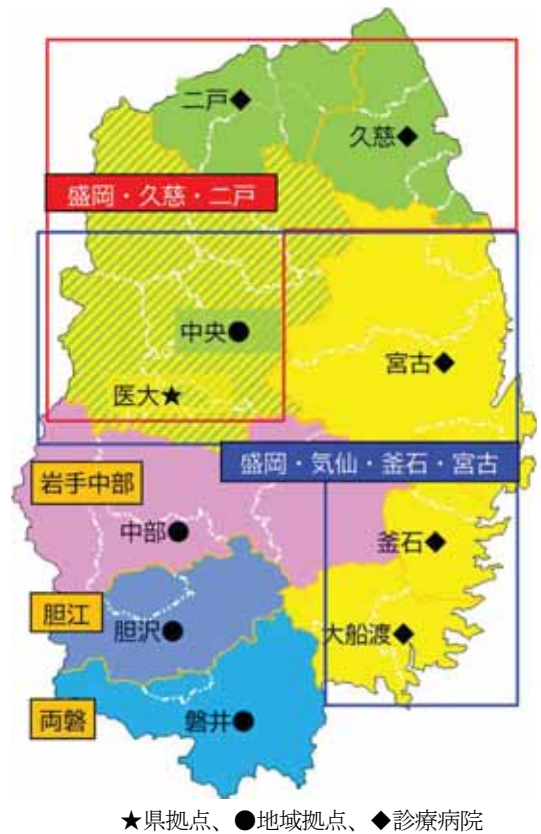 二戸◆
久慈◆
盛岡・久慈・二戸
中央●
宮古◆
医大★
盛岡・気仙・釜石・宮古
岩手中部
中部●
釜石◆
胆江
胆沢●
大船渡◆
両磐
磐井●
★県拠点、●地域拠点、◆診療病院